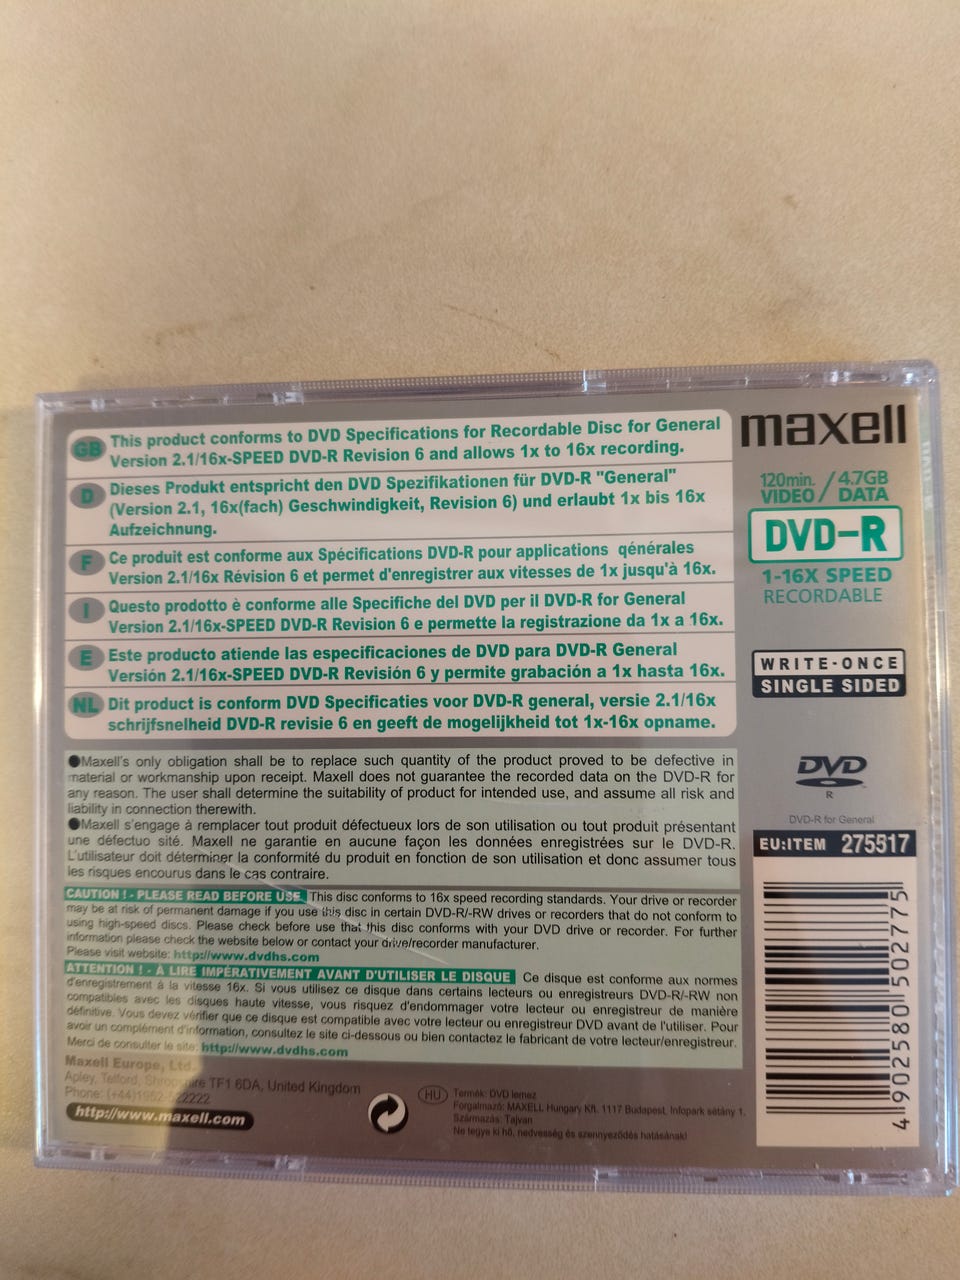 GB This product conforms to DVD Specifications for Recordable Disc for General
Version 2.1/16x-SPEED DVD-R Revision 6 and allows 1x to 16x recording.
D Dieses Produkt entspricht den DVD Spezifikationen für DVD-R "General"
(Version 2.1, 16x(fach) Geschwindigkeit, Revision 6) und erlaubt 1x bis 16x
Aufzeichnung.
F Ce produit est conforme aux Spécifications DVD-R pour applications qénérales
Version 2.1/16x Révision 6 et permet d'enregistrer aux vitesses de 1x jusqu'à 16x.
I Questo prodotto è conforme alle Specifiche del DVD per il DVD-R for General
Version 2.1/16x-SPEED DVD-R Revision 6 e permette la registrazione da 1x a 16x.
E Este producto atiende las especificaciones de DVD para DVD-R General
Versión 2.1/16x-SPEED DVD-R Revisión 6 y permite grabación a 1x hasta 16x.
NL Dit product is conform DVD Specificaties voor DVD-R general, versie 2.1/16x
schrijfsnelheid DVD-R revisie 6 en geeft de mogelijkheid tot 1x-16x opname.
●Maxell's only obligation shall be to replace such quantity of the product proved to be defective in
material or workmanship upon receipt. Maxell does not guarantee the recorded data on the DVD-R for
any reason. The user shall determine the suitability of product for intended use, and assume all risk and
liability in connection therewith.
●Maxell s'engage à remplacer tout produit défectueux lors de son utilisation ou tout produit présentant
une défectuo sité. Maxell ne garantie en aucune façon les données enregistrées sur le DVD-R.
L'utilisateur doit déterminer la conformité du produit en fonction de son utilisation et donc assumer tous
les risques encourus dans le cas contraire.
CAUTION ! - PLEASE READ BEFORE USE This disc conforms to 16x speed recording standards. Your drive or recorder
may be at risk of permanent damage if you use this disc in certain DVD-R/-RW drives or recorders that do not conform to
using high-speed discs. Please check before use that this disc conforms with your DVD drive or recorder. For further
information please check the website below or contact your drive/recorder manufacturer.
Please visit website: http://www.dvdhs.com
ATTENTION ! - À LIRE IMPÉRATIVEMENT AVANT D'UTILISER LE DISQUE Ce disque est conforme aux normes
d'enregistrement à la vitesse 16x. Si vous utilisez ce disque dans certains lecteurs ou enregistreurs DVD-R/-RW non
compatibles avec les disques haute vitesse, vous risquez d'endommager votre lecteur ou enregistreur de manière
définitive. Vous devez vérifier que ce disque est compatible avec votre lecteur ou enregistreur DVD avant de l'utiliser. Pour
avoir un complément d'information, consultez le site ci-dessous ou bien contactez le fabricant de votre lecteur/enregistreur.
Merci de consulter le site: http://www.dvdhs.com
Maxell Europe, Ltd.
Apley, Telford, Shropshire TF1 6DA, United Kingdom
Phone: 
http://www.maxell.com
HU Termék: DVD lemez
Forgalmazó: MAXELL Hungary Kft. 1117 Budapest, Infopark sétány 1.
Származás: Tajvan
Ne tegye ki hő, nedvesség és szennyeződés hatásának!
maxell
120min. VIDEO / 4.7GB DATA
DVD-R
1-16X SPEED
RECORDABLE
WRITE-ONCE
SINGLE SIDED
DVD
R
DVD-R for General
EU:ITEM 275517
4 902580 502775